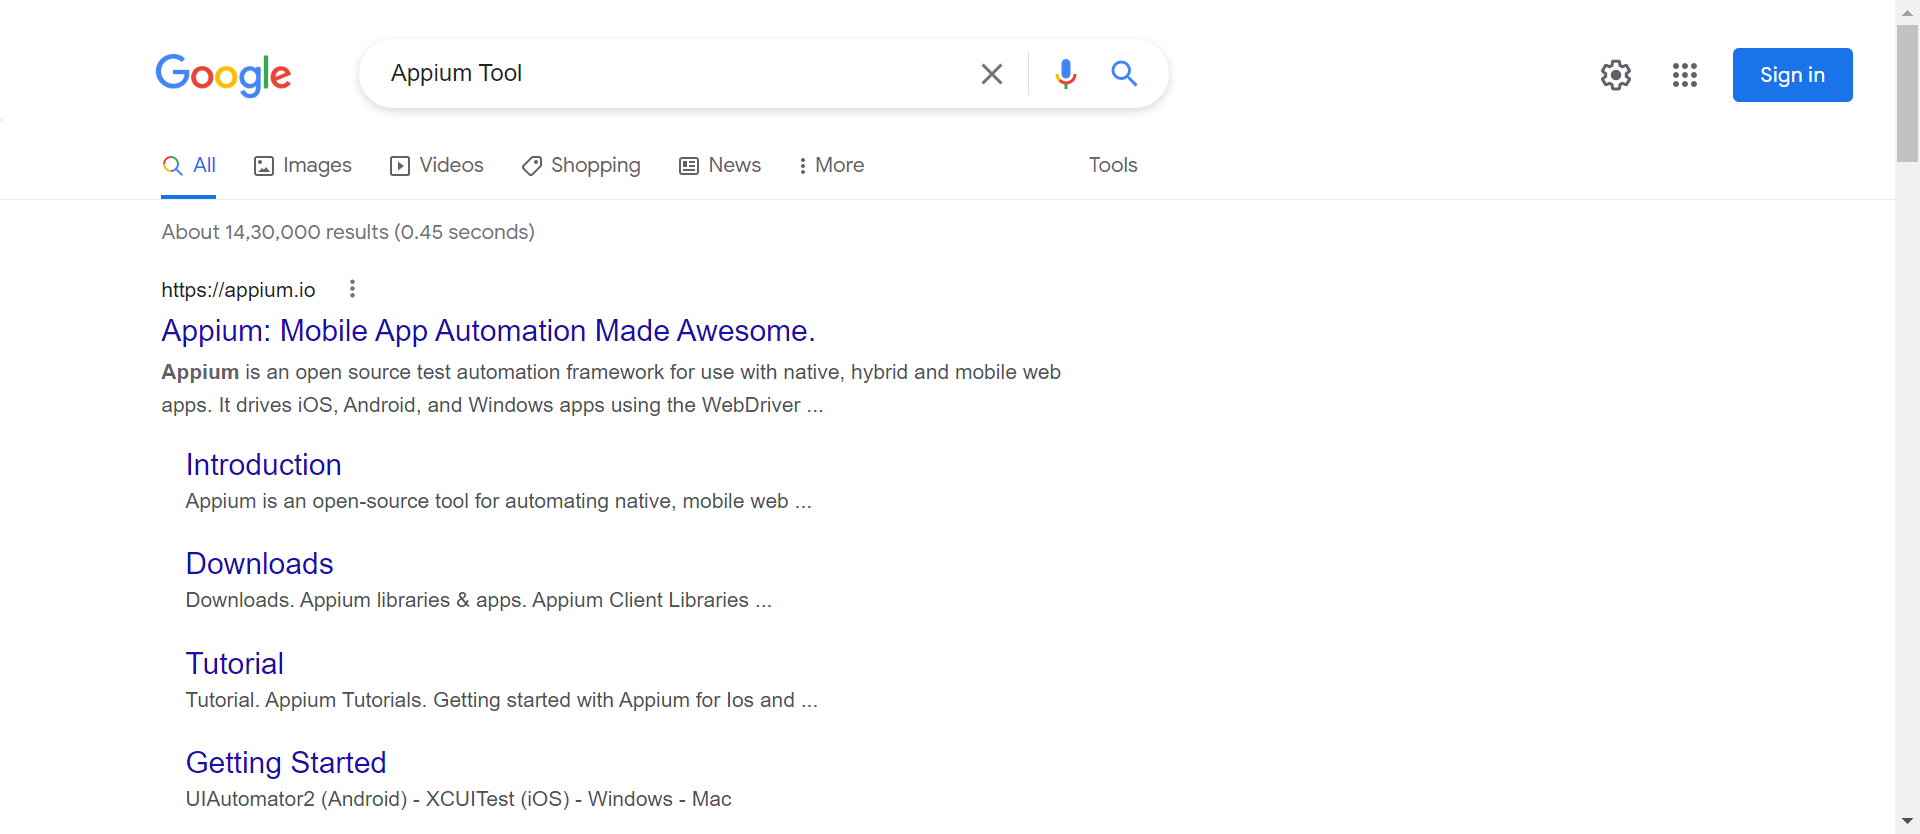 Google
Appium Tool
Sign in
All Images Videos Shopping News More Tools
About 14,30,000 results (0.45 seconds)
https://appium.io
Appium: Mobile App Automation Made Awesome.
Appium is an open source test automation framework for use with native, hybrid and mobile web
apps. It drives iOS, Android, and Windows apps using the WebDriver ...
Introduction
Appium is an open-source tool for automating native, mobile web ...
Downloads
Downloads. Appium libraries & apps. Appium Client Libraries ...
Tutorial
Tutorial. Appium Tutorials. Getting started with Appium for Ios and ...
Getting Started
UIAutomator2 (Android) - XCUITest (iOS) - Windows - Mac